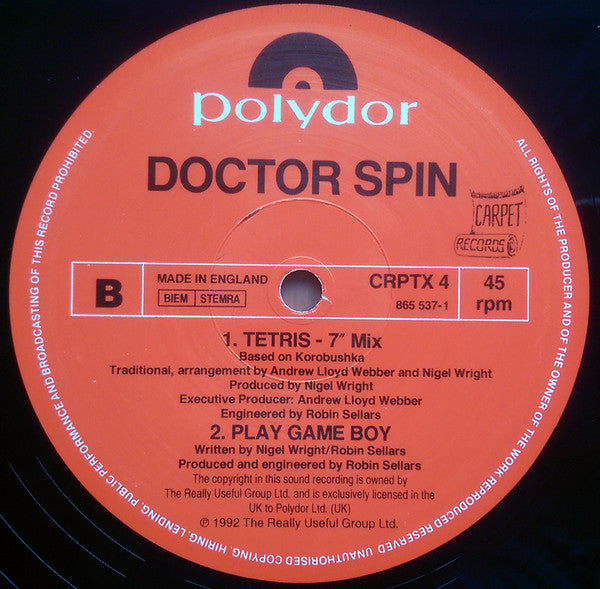 polydor
DOCTOR SPIN
CARPET
RECORDS
B
MADE IN ENGLAND
BIEM STEMRA
CRPTX 4
865 537-1
45
rpm
1. TETRIS - 7" Mix
Based on Korobushka
Traditional, arrangement by Andrew Lloyd Webber and Nigel Wright
Produced by Nigel Wright
Executive Producer: Andrew Lloyd Webber
Engineered by Robin Sellars
2. PLAY GAME BOY
Written by Nigel Wright/Robin Sellars
Produced and engineered by Robin Sellars
The copyright in this sound recording is owned by
The Really Useful Group Ltd. and is exclusively licensed in the
UK to Polydor Ltd. (UK)
℗ 1992 The Really Useful Group Ltd.
ALL RIGHTS OF THE PRODUCER AND OF THE OWNER OF THE WORK REPRODUCED RESERVED. UNAUTHORISED COPYING. HIRING. LENDING. PUBLIC PERFORMANCE AND BROADCASTING OF THIS RECORD PROHIBITED.